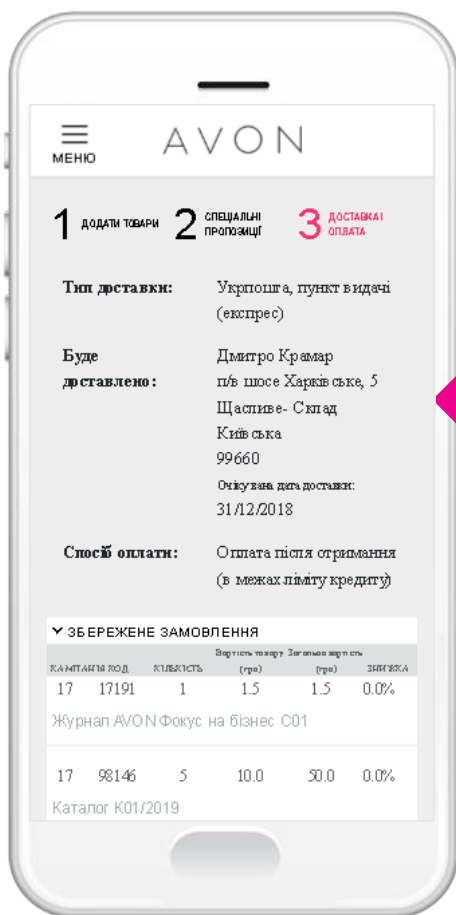 МЕНЮ
AVON
1 ДОДАТИ ТОВАРИ 2 СПЕЦІАЛЬНІ ПРОПОЗИЦІЇ 3 ДОСТАВКА І ОПЛАТА
Тип доставки: Укрпошта, пункт видачі
(експрес)
Буде доставлено: Дмитро Крамар
п/в шосе Харківське, 5
Щасливе- Склад
Київська
99660
Очікувана дата доставки:
31/12/2018
Спосіб оплати: Оплата після отримання
(в межах ліміту кредиту)
ЗБЕРЕЖЕНЕ ЗАМОВЛЕННЯ
КАМПАНІЯ КОД КІЛЬКІСТЬ Вартість товару (грн) Загальна вартість (грн) ЗНИЖКА
17 17191 1 1.5 1.5 0.0%
Журнал AVON Фокус на бізнес С01
17 98146 5 10.0 50.0 0.0%
Каталог К01/2019